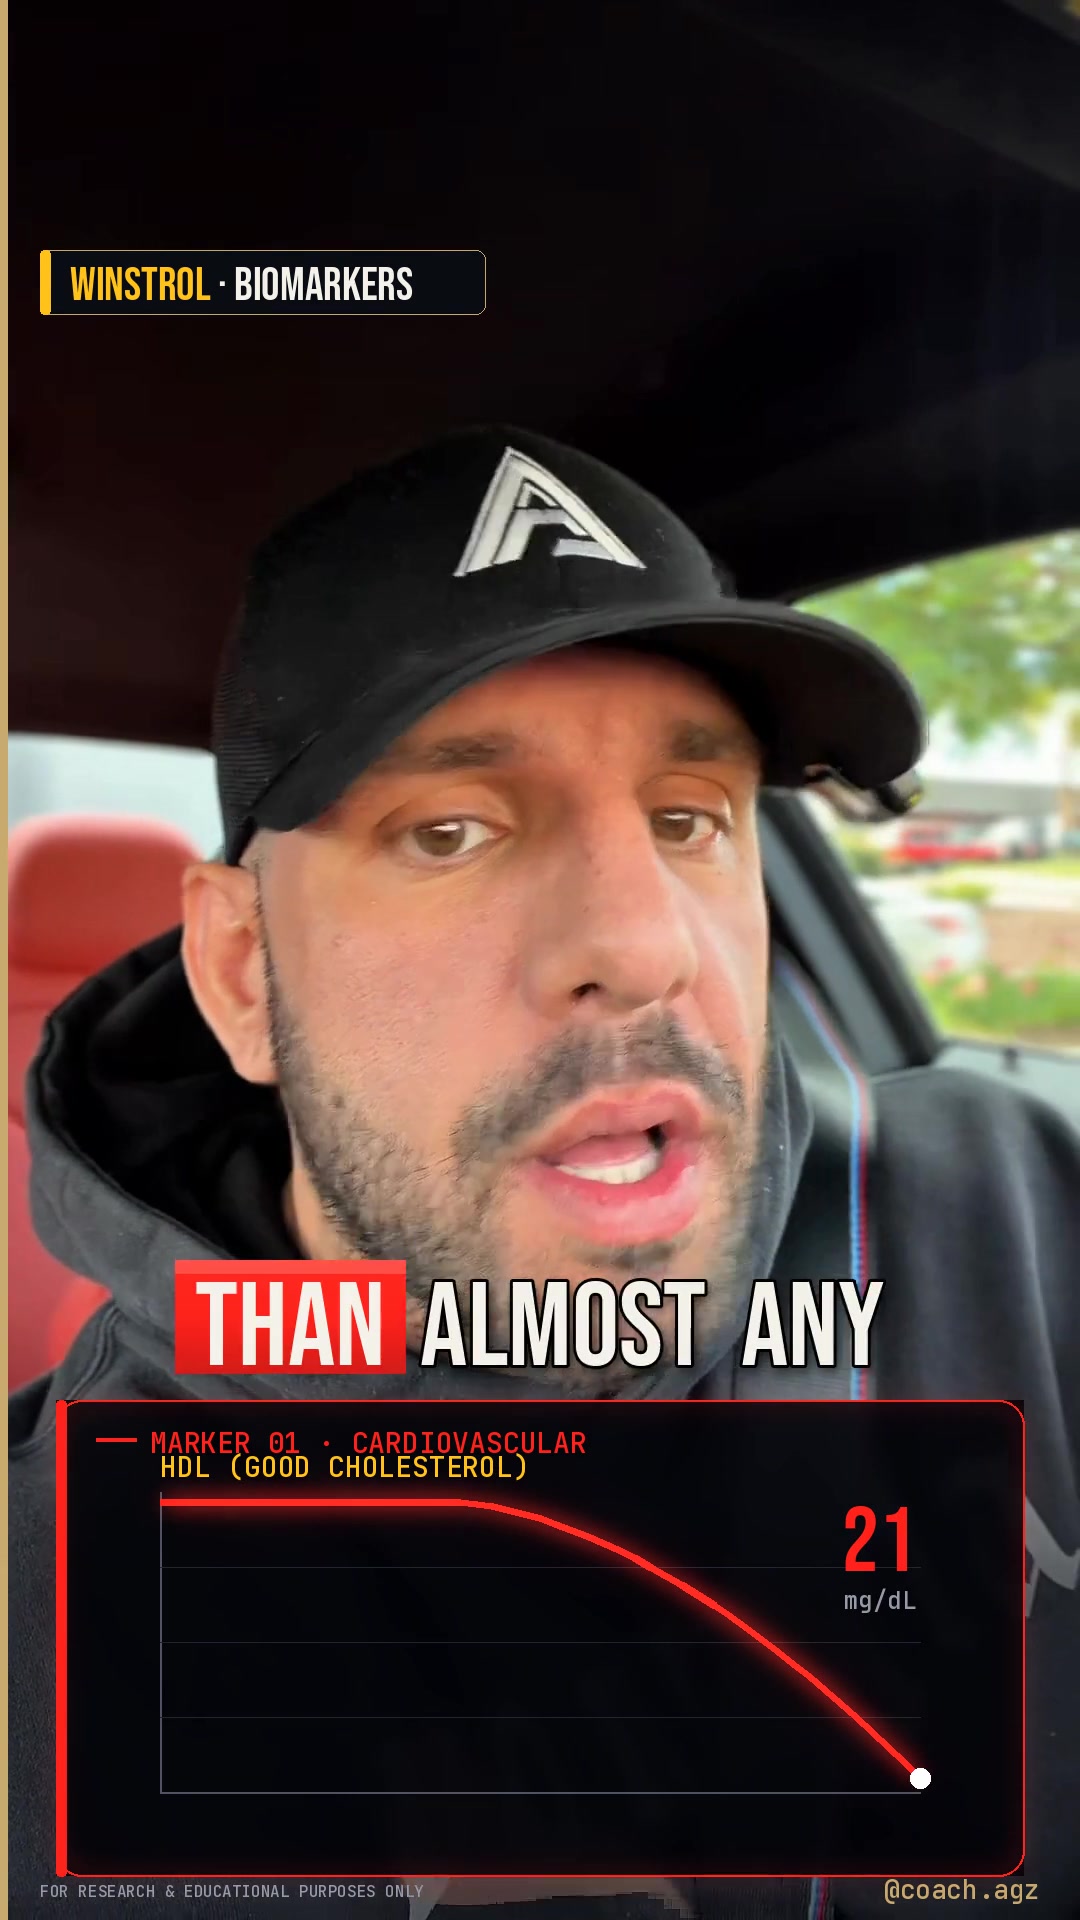 WINSTROL · BIOMARKERS
THAN ALMOST ANY
MARKER 01 · CARDIOVASCULAR
HDL (GOOD CHOLESTEROL)
21
mg/dL
FOR RESEARCH & EDUCATIONAL PURPOSES ONLY
@coach.agz